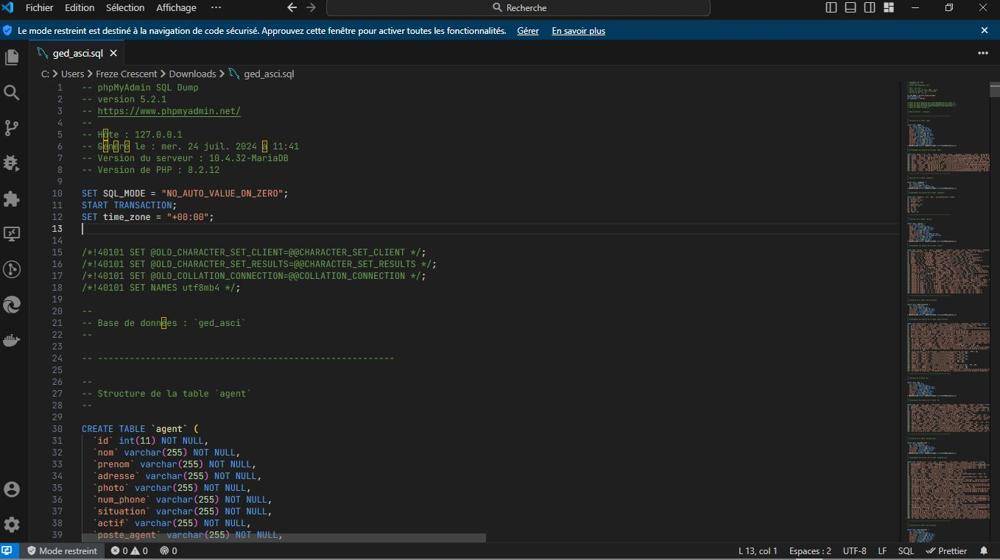 Fichier Edition Sélection Affichage ··· Recherche
Le mode restreint est destiné à la navigation de code sécurisé. Approuvez cette fenêtre pour activer toutes les fonctionnalités. Gérer En savoir plus
ged_asci.sql
C: > Users > Freze Crescent > Downloads > ged_asci.sql
1 -- phpMyAdmin SQL Dump
2 -- version 5.2.1
3 -- https://www.phpmyadmin.net/
4 --
5 -- Hôte : 127.0.0.1
6 -- Généré le : mer. 24 juil. 2024 à 11:41
7 -- Version du serveur : 10.4.32-MariaDB
8 -- Version de PHP : 8.2.12
9
10 SET SQL_MODE = "NO_AUTO_VALUE_ON_ZERO";
11 START TRANSACTION;
12 SET time_zone = "+00:00";
13
14
15 /*!40101 SET @OLD_CHARACTER_SET_CLIENT=@@CHARACTER_SET_CLIENT */;
16 /*!40101 SET @OLD_CHARACTER_SET_RESULTS=@@CHARACTER_SET_RESULTS */;
17 /*!40101 SET @OLD_COLLATION_CONNECTION=@@COLLATION_CONNECTION */;
18 /*!40101 SET NAMES utf8mb4 */;
19
20 --
21 -- Base de données : `ged_asci`
22 --
23
24 -- --------------------------------------------------------
25
26 --
27 -- Structure de la table `agent`
28 --
29
30 CREATE TABLE `agent` (
31 `id` int(11) NOT NULL,
32 `nom` varchar(255) NOT NULL,
33 `prenom` varchar(255) NOT NULL,
34 `adresse` varchar(255) NOT NULL,
35 `photo` varchar(255) NOT NULL,
36 `num_phone` varchar(255) NOT NULL,
37 `situation` varchar(255) NOT NULL,
38 `actif` varchar(255) NOT NULL,
39 `poste_agent` varchar(255) NOT NULL,
Mode restreint 0 0 0 L 13, col 1 Espaces : 2 UTF-8 LF SQL Prettier